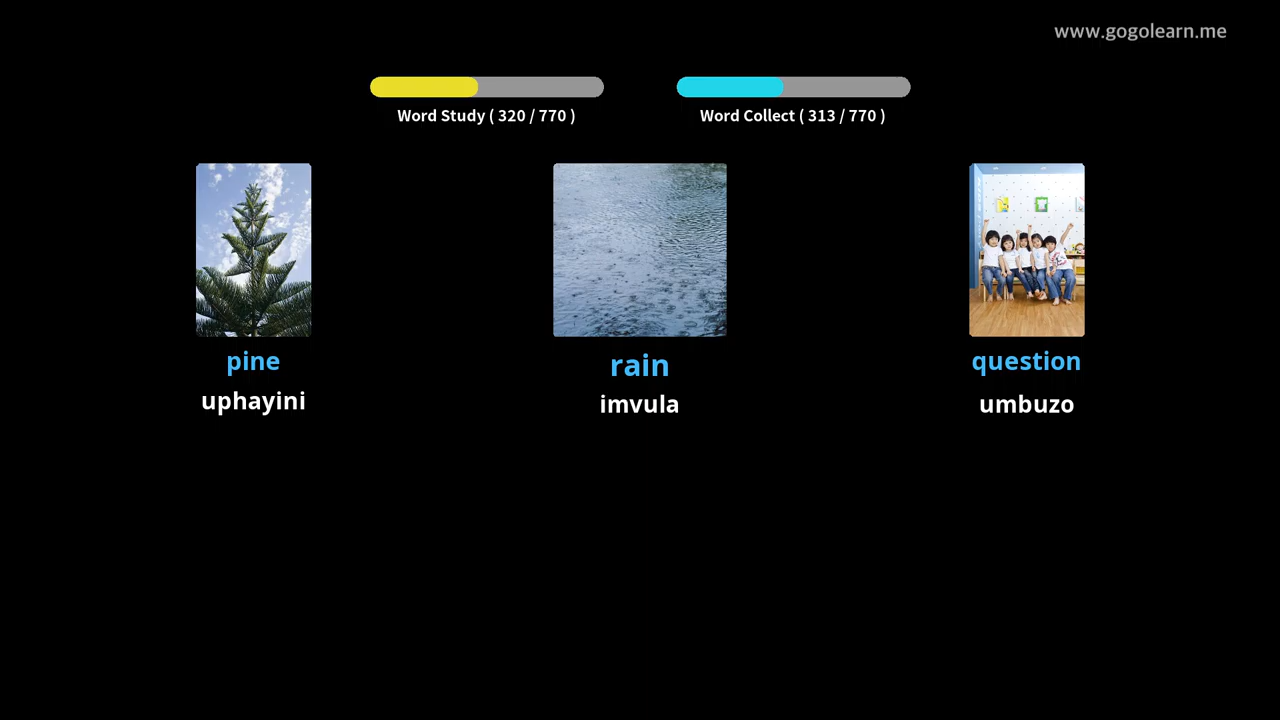 www.gogolearn.me
Word Study ( 320 / 770 )
Word Collect ( 313 / 770 )
pine
uphayini
rain
imvula
question
umbuzo